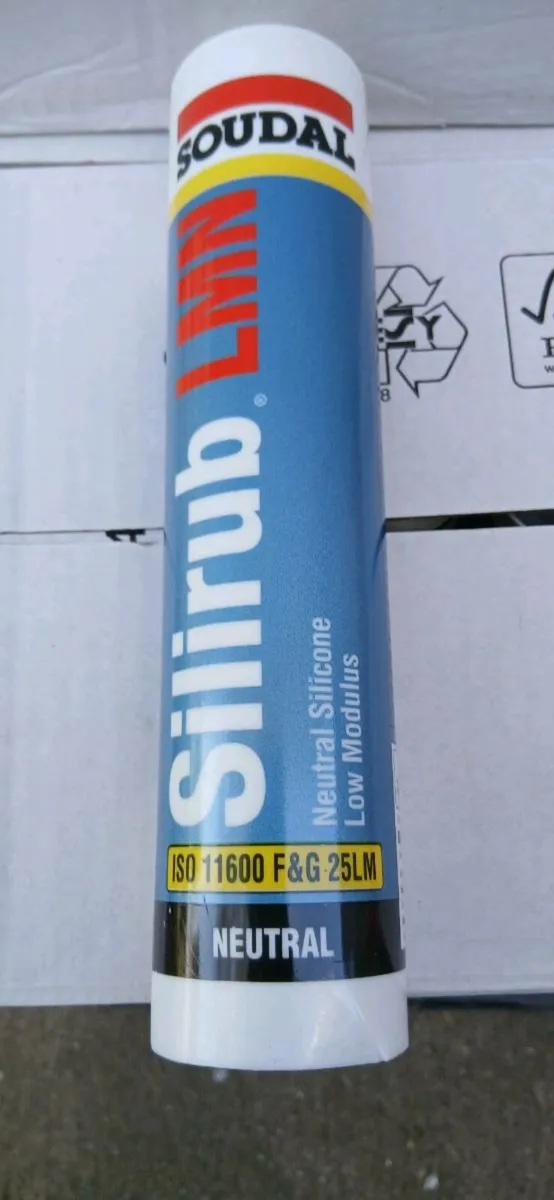 SOUDAL
Silirub® LMN
Neutral Silicone
Low Modulus
ISO 11600 F&G 25LM
NEUTRAL